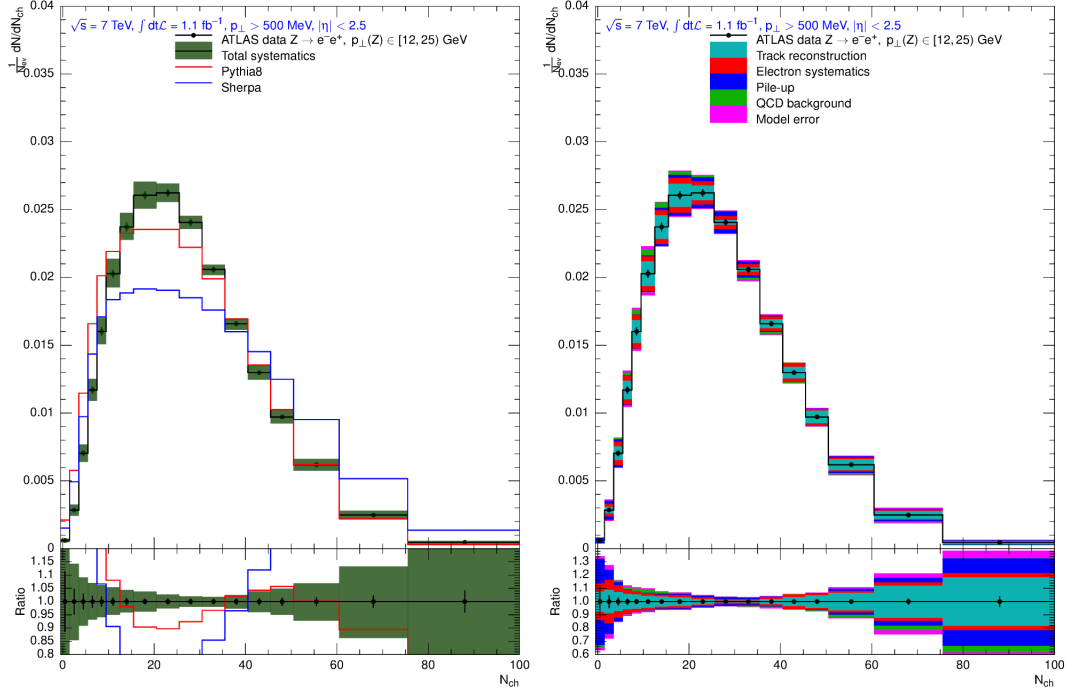 √s = 7 TeV, ∫ dtℒ = 1.1 fb⁻¹, p⊥ > 500 MeV, |η| < 2.5
ATLAS data Z → e⁻e⁺, p⊥(Z) ∈ [12, 25) GeV
Total systematics
Pythia8
Sherpa
1/Nev dN/dNch
0.04
0.035
0.03
0.025
0.02
0.015
0.01
0.005
0
Ratio
1.15
1.1
1.05
1.0
0.95
0.90
0.85
0.8
0 20 40 60 80 100
Nch
√s = 7 TeV, ∫ dtℒ = 1.1 fb⁻¹, p⊥ > 500 MeV, |η| < 2.5
ATLAS data Z → e⁻e⁺, p⊥(Z) ∈ [12, 25) GeV
Track reconstruction
Electron systematics
Pile-up
QCD background
Model error
1/Nev dN/dNch
0.04
0.035
0.03
0.025
0.02
0.015
0.01
0.005
0
Ratio
1.3
1.2
1.1
1.0
0.9
0.8
0.7
0.6
0 20 40 60 80 100
Nch